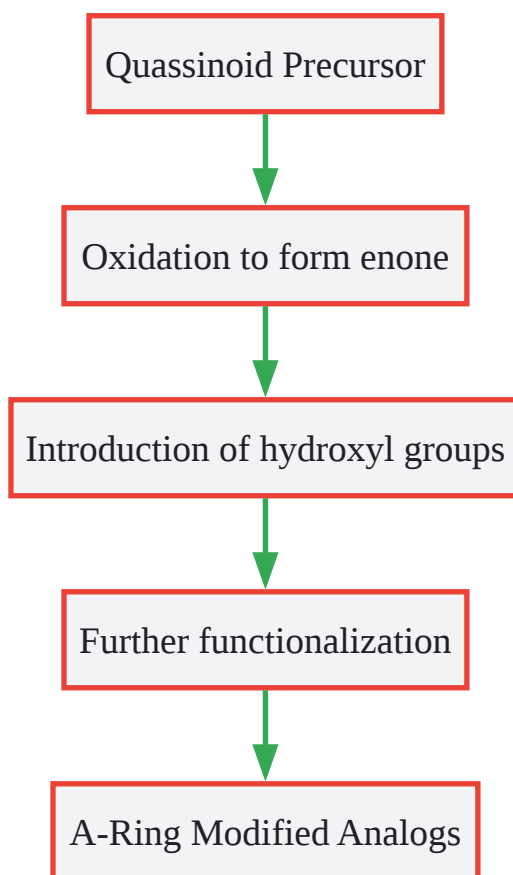 Quassinoid Precursor
Oxidation to form enone
Introduction of hydroxyl groups
Further functionalization
A-Ring Modified Analogs